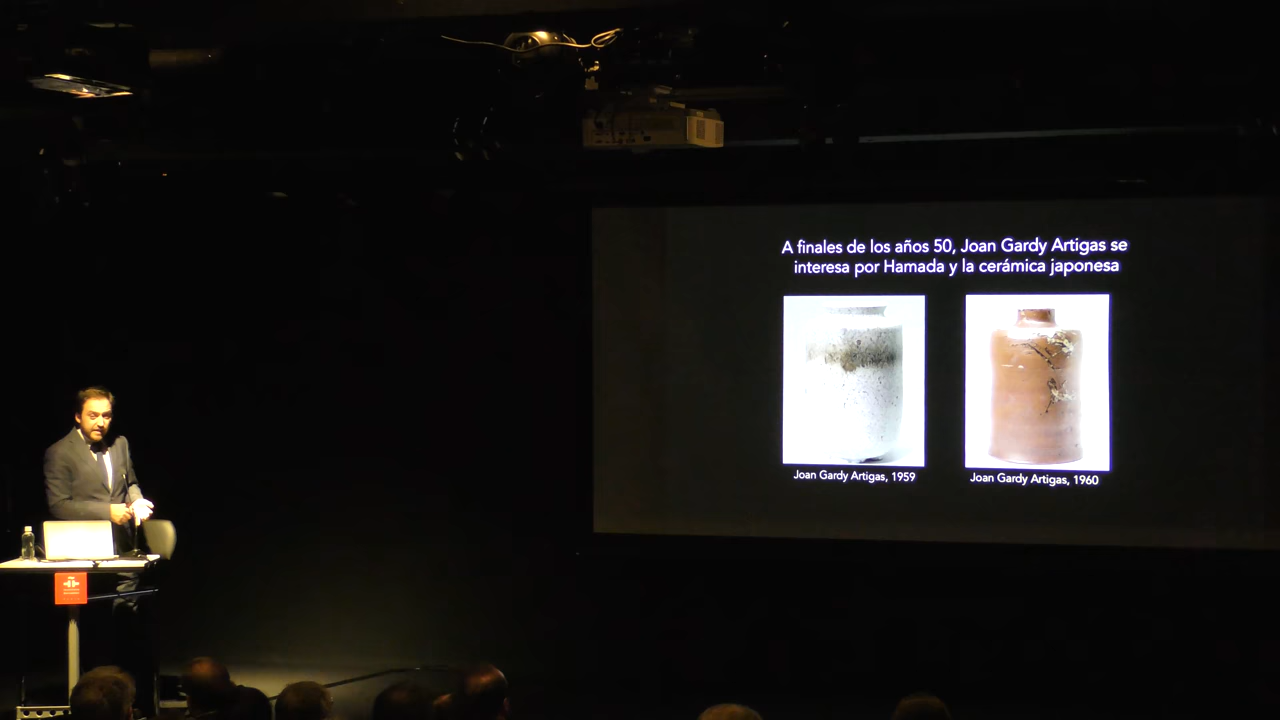 A finales de los años 50, Joan Gardy Artigas se
interesa por Hamada y la cerámica japonesa
Joan Gardy Artigas, 1959
Joan Gardy Artigas, 1960